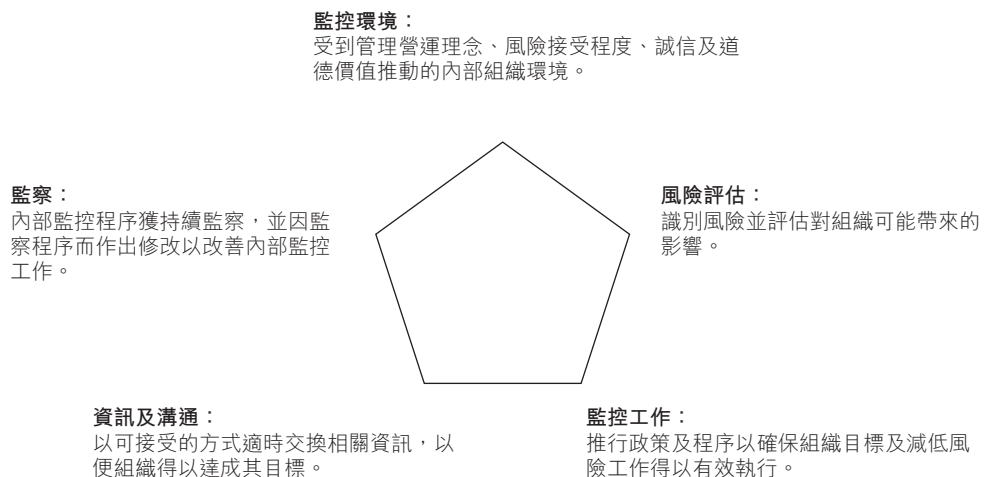 監控環境：
受到管理營運理念、風險接受程度、誠信及道
德價值推動的內部組織環境。
監察：
內部監控程序獲持續監察，並因監
察程序而作出修改以改善內部監控
工作。
風險評估：
識別風險並評估對組織可能帶來的
影響。
資訊及溝通：
以可接受的方式適時交換相關資訊，以
便組織得以達成其目標。
監控工作：
推行政策及程序以確保組織目標及減低風
險工作得以有效執行。